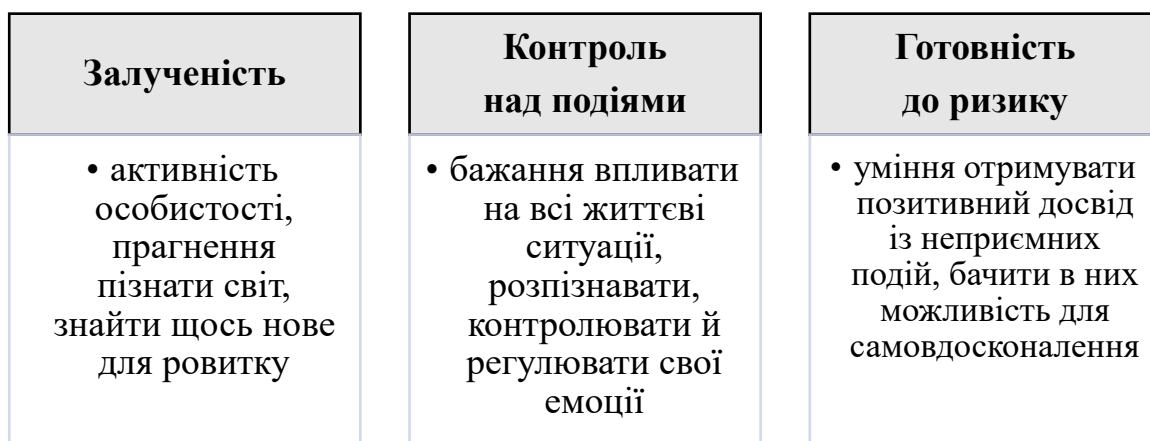 Залученість
• активність
особистості,
прагнення
пізнати світ,
знайти щось нове
для ровитку
Контроль
над подіями
• бажання впливати
на всі життєві
ситуації,
розпізнавати,
контролювати й
регулювати свої
емоції
Готовність
до ризику
• уміння отримувати
позитивний досвід
із неприємних
подій, бачити в них
можливість для
самовдосконалення